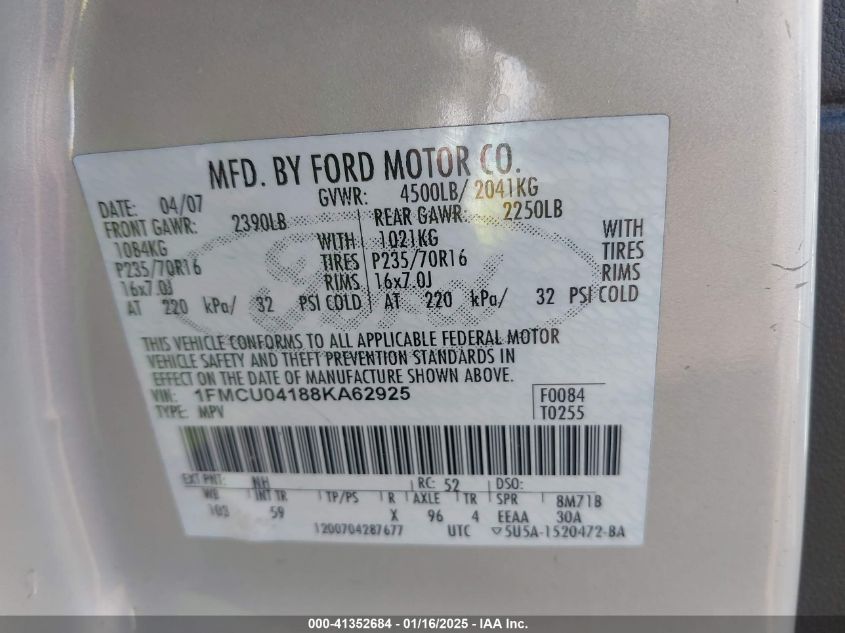 MFD. BY FORD MOTOR CO.
DATE: 04/07 GVWR: 4500LB/ 2041KG
FRONT GAWR: 2390LB REAR GAWR: 2250LB
1084KG WITH 1021KG WITH
P235/70R16 TIRES P235/70R16 TIRES
16x7.0J RIMS 16x7.0J RIMS
AT 220 kPa/ 32 PSI COLD AT 220 kPa/ 32 PSI COLD
THIS VEHICLE CONFORMS TO ALL APPLICABLE FEDERAL MOTOR
VEHICLE SAFETY AND THEFT PREVENTION STANDARDS IN
EFFECT ON THE DATE OF MANUFACTURE SHOWN ABOVE.
VIN: 1FMCU04188KA62925 F0084
TYPE: MPV T0255
EXT PNT: NH RC: 52 DSO:
WB INT TR TP/PS R AXLE TR SPR 8M718
103 59 X 96 4 EEAA 30A
1200704287677 UTC ▽5U5A-1520472-BA
000-41352684 - 01/16/2025 - IAA Inc.